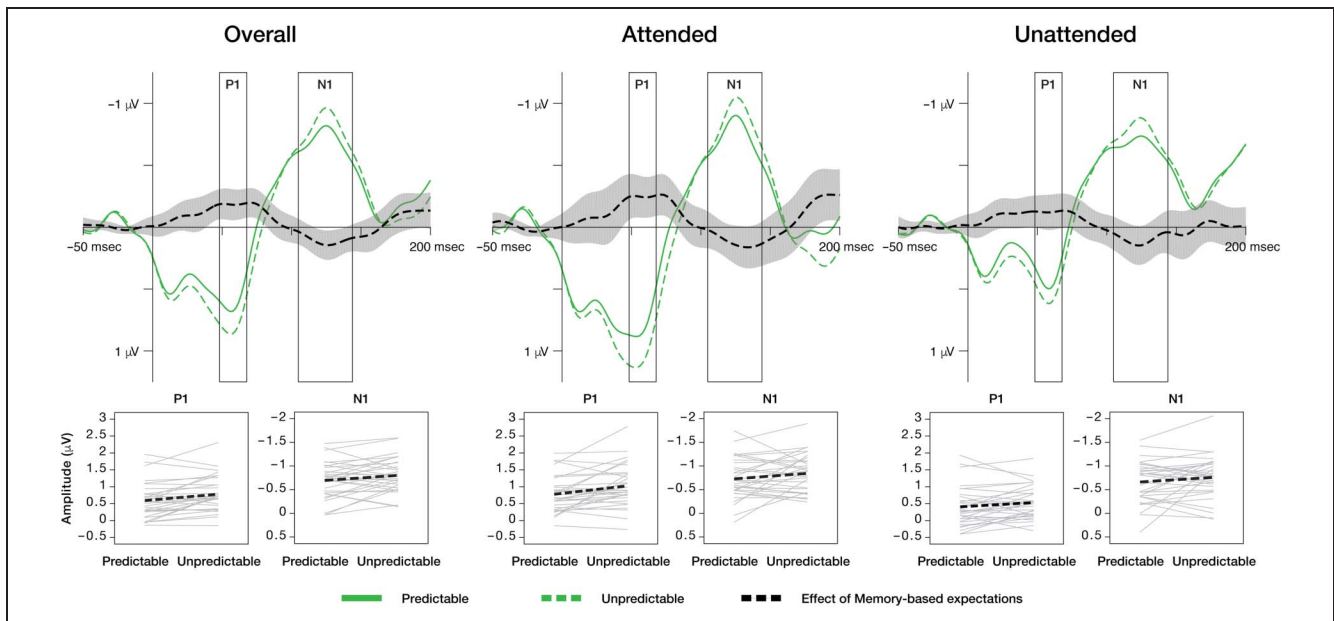 Overall
Attended
Unattended
P1
N1
-1 μV
-50 msec
200 msec
1 μV
P1
N1
-1 μV
-50 msec
200 msec
1 μV
P1
N1
-1 μV
-50 msec
200 msec
1 μV
P1
N1
Amplitude (μV)
3
2.5
2
1.5
1
0.5
0
-0.5
-2
-1.5
-1
-0.5
0
0.5
Predictable Unpredictable
Predictable Unpredictable
P1
N1
3
2.5
2
1.5
1
0.5
0
-0.5
-2
-1.5
-1
-0.5
0
0.5
Predictable Unpredictable
Predictable Unpredictable
P1
N1
3
2.5
2
1.5
1
0.5
0
-0.5
-2
-1.5
-1
-0.5
0
0.5
Predictable Unpredictable
Predictable Unpredictable
Predictable
Unpredictable
Effect of Memory-based expectations